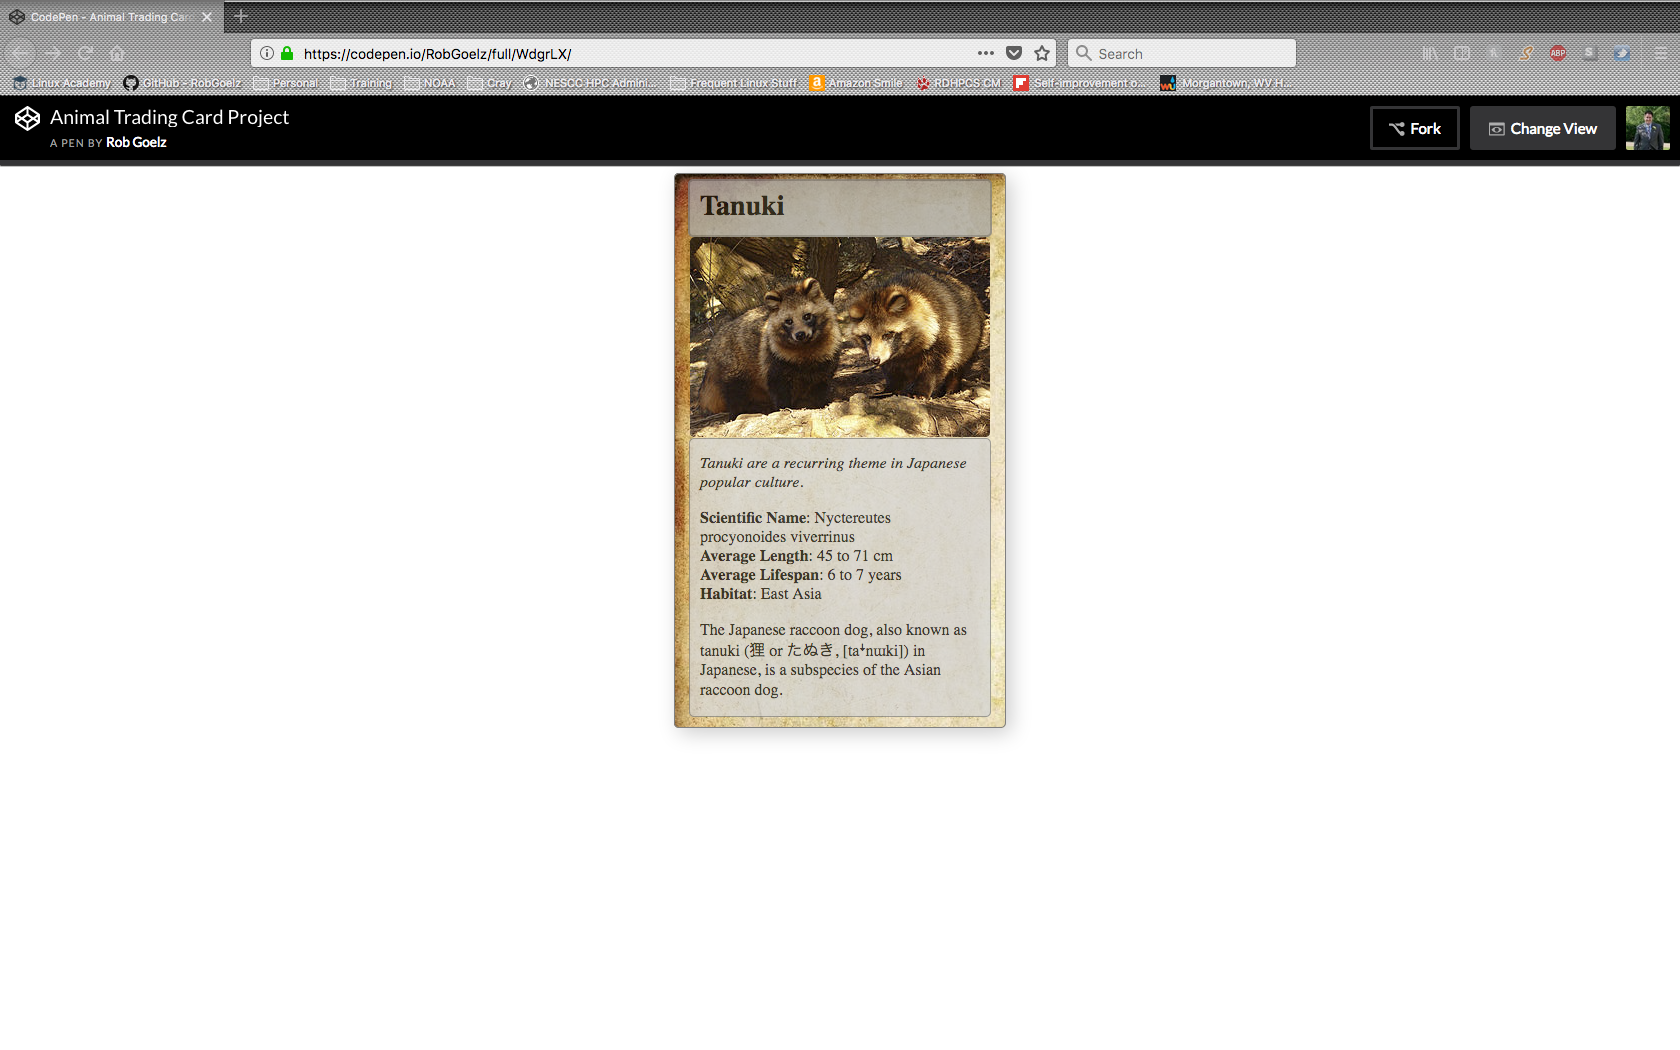 CodePen - Animal Trading Card
https://codepen.io/RobGoelz/full/WdgrLX/
Search
ABP
S
Linux Academy
GitHub - RobGoelz
Personal
Training
NOAA
Cray
NESCC HPC Admini...
Frequent Linux Stuff
Amazon Smile
RDHPCS CM
Self-improvement o...
Morgantown, WV H...
Animal Trading Card Project
A PEN BY Rob Goelz
Fork
Change View
Tanuki
Tanuki are a recurring theme in Japanese
popular culture.
Scientific Name: Nyctereutes
procyonoides viverrinus
Average Length: 45 to 71 cm
Average Lifespan: 6 to 7 years
Habitat: East Asia
The Japanese raccoon dog, also known as
tanuki (狸 or たぬき, [taꜜnɯki]) in
Japanese, is a subspecies of the Asian
raccoon dog.